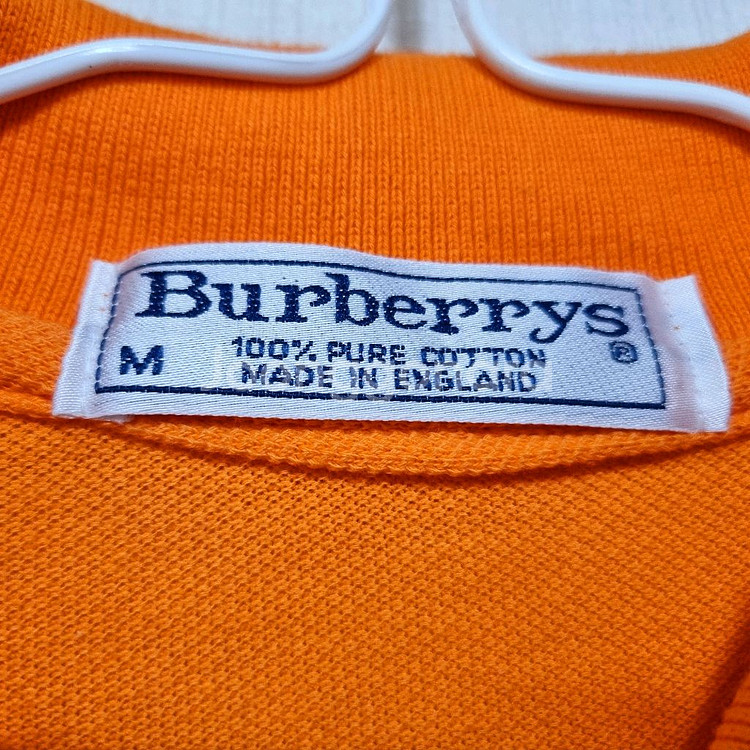 Burberrys
®
M
100% PURE COTTON
MADE IN ENGLAND